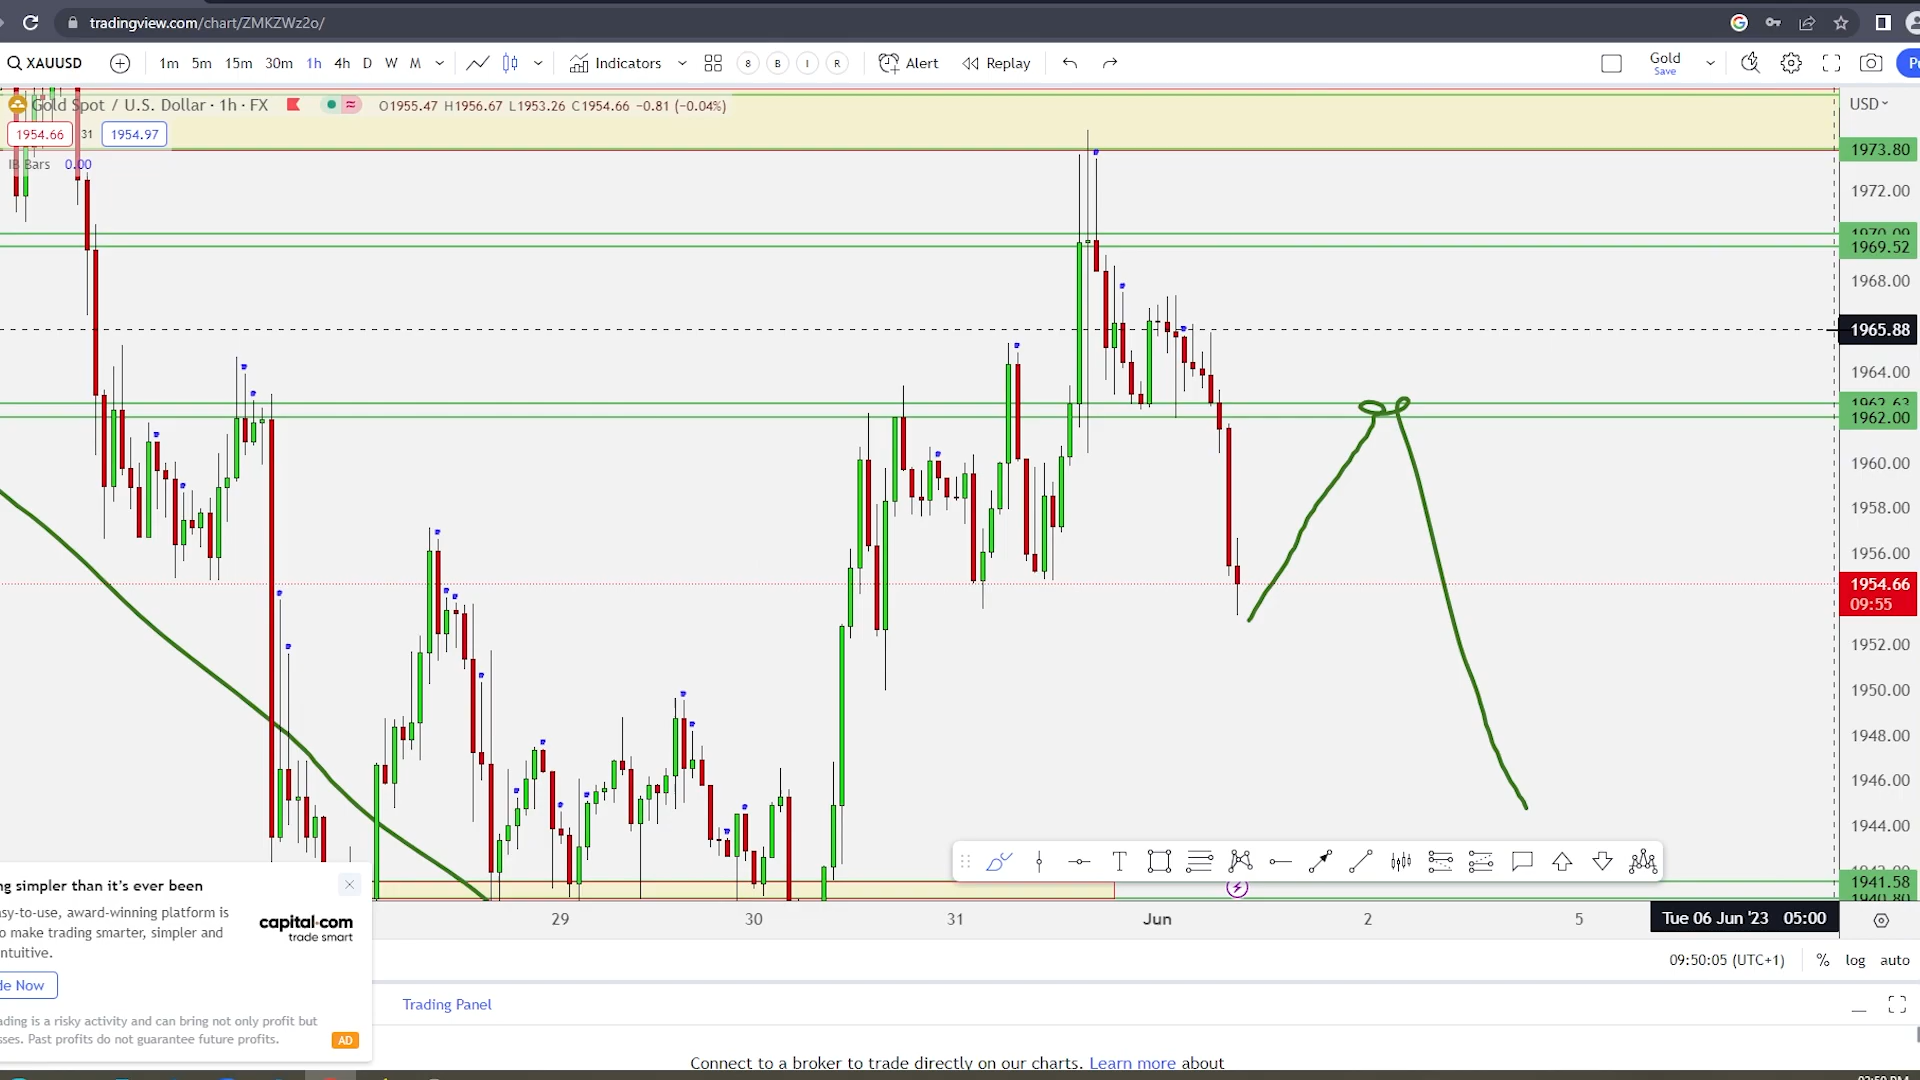 tradingview.com/chart/ZMKZWz2o/
XAUUSD 1m 5m 15m 30m 1h 4h D W M Indicators 8 B I R Alert Replay Gold Save
Gold Spot / U.S. Dollar · 1h · FX O1955.47 H1956.67 L1953.26 C1954.66 −0.81 (−0.04%)
USD
1954.66 31 1954.97
IB Bars 0.00
1973.80
1972.00
1970.09
1969.52
1968.00
1965.88
1964.00
1962.63
1962.00
1960.00
1958.00
1956.00
1954.66
09:55
1952.00
1950.00
1948.00
1946.00
1944.00
1941.58
1940.80
29 30 31 Jun 2 5 Tue 06 Jun '23 05:00
09:50:05 (UTC+1) % log auto
simpler than it's ever been
award-winning platform is
to make trading smarter, simpler and
capital.com
trade smart
Now
is a risky activity and can bring not only profit but
Past profits do not guarantee future profits.
AD
Trading Panel
Connect to a broker to trade directly on our charts. Learn more about